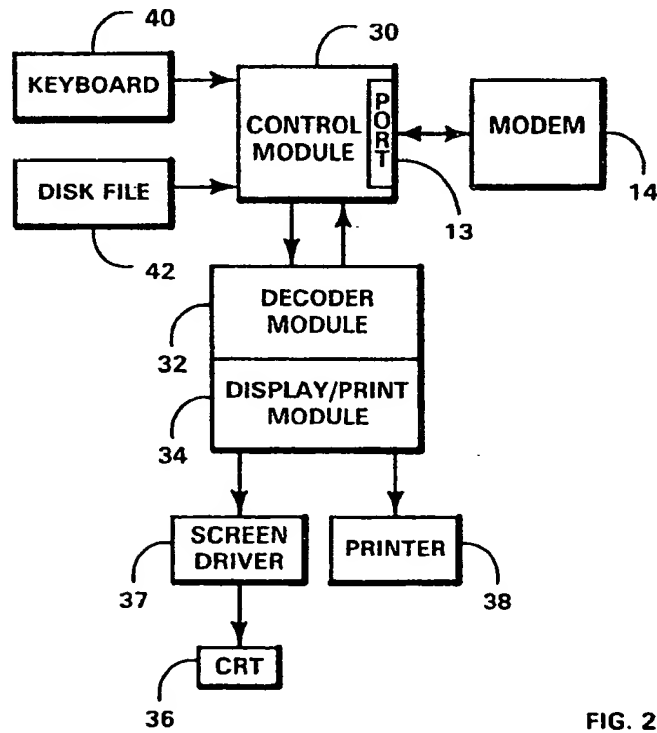 40
30
KEYBOARD
CONTROL
MODULE
PORT
MODEM
DISK FILE
13
14
42
DECODER
MODULE
32
DISPLAY/PRINT
MODULE
34
SCREEN
DRIVER
PRINTER
37
38
CRT
36
FIG. 2